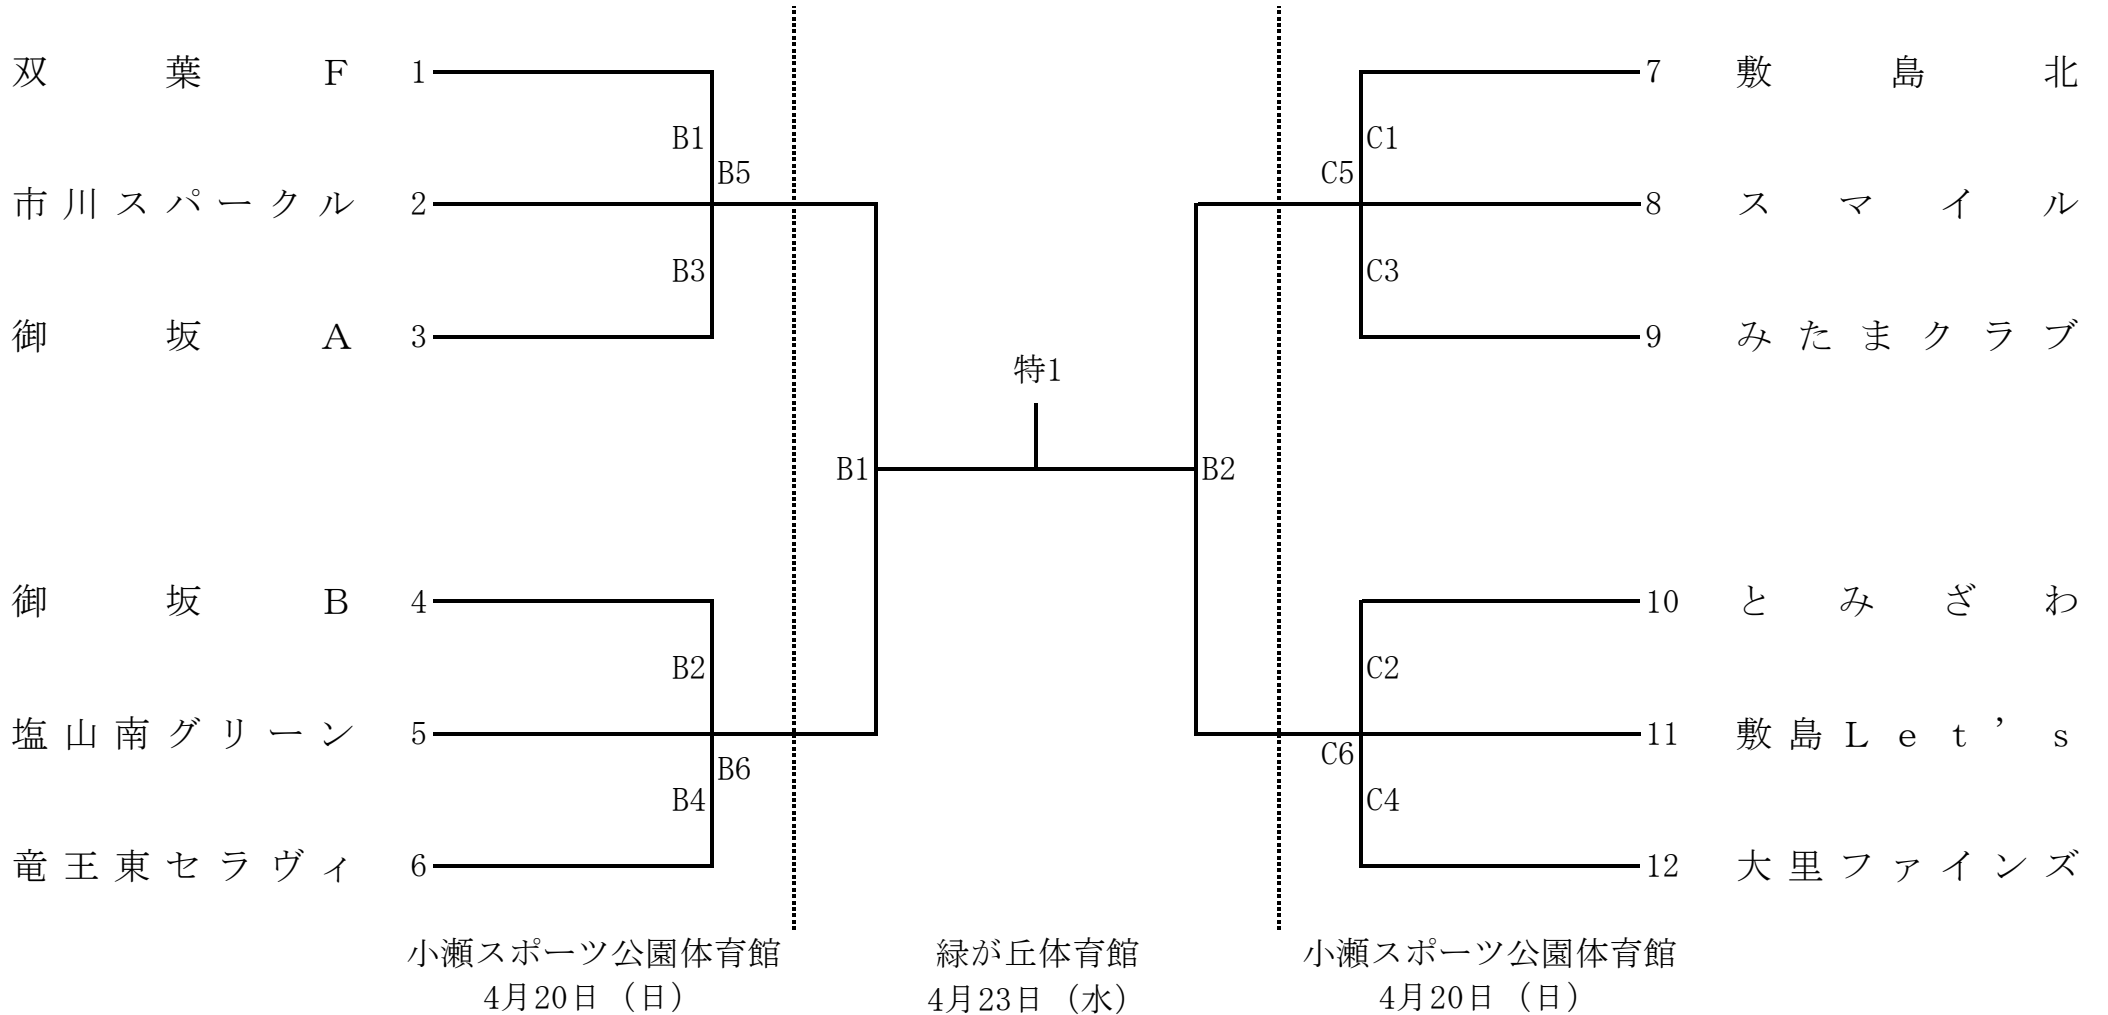 双葉F 1
B1
市川スパークル 2
B5
B3
御坂A 3
御坂B 4
B2
塩山南グリーン 5
B6
B4
竜王東セラヴィ 6
特1
B1
B2
7 敷島北
C1
C5
8 スマイル
C3
9 みたまクラブ
10 とみざわ
C2
11 敷島Let’s
C6
C4
12 大里ファインズ
小瀬スポーツ公園体育館
4月20日（日）
緑が丘体育館
4月23日（水）
小瀬スポーツ公園体育館
4月20日（日）